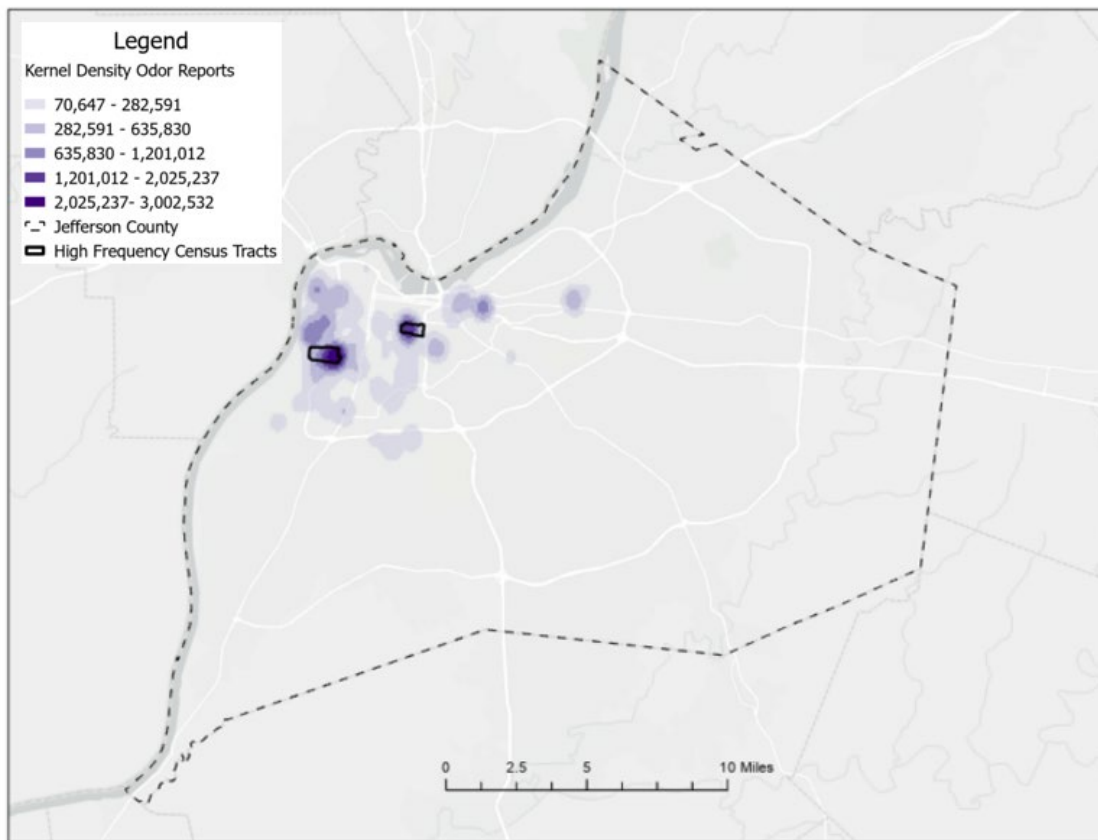 Legend
Kernel Density Odor Reports
70,647 - 282,591
282,591 - 635,830
635,830 - 1,201,012
1,201,012 - 2,025,237
2,025,237- 3,002,532
Jefferson County
High Frequency Census Tracts
0 2.5 5 10 Miles